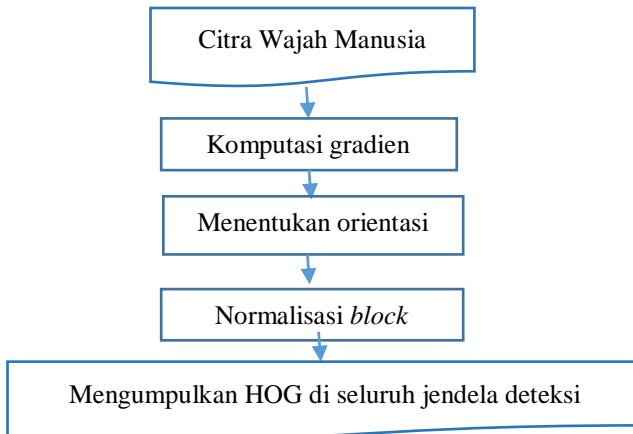 Citra Wajah Manusia
Komputasi gradien
Menentukan orientasi
Normalisasi block
Mengumpulkan HOG di seluruh jendela deteksi